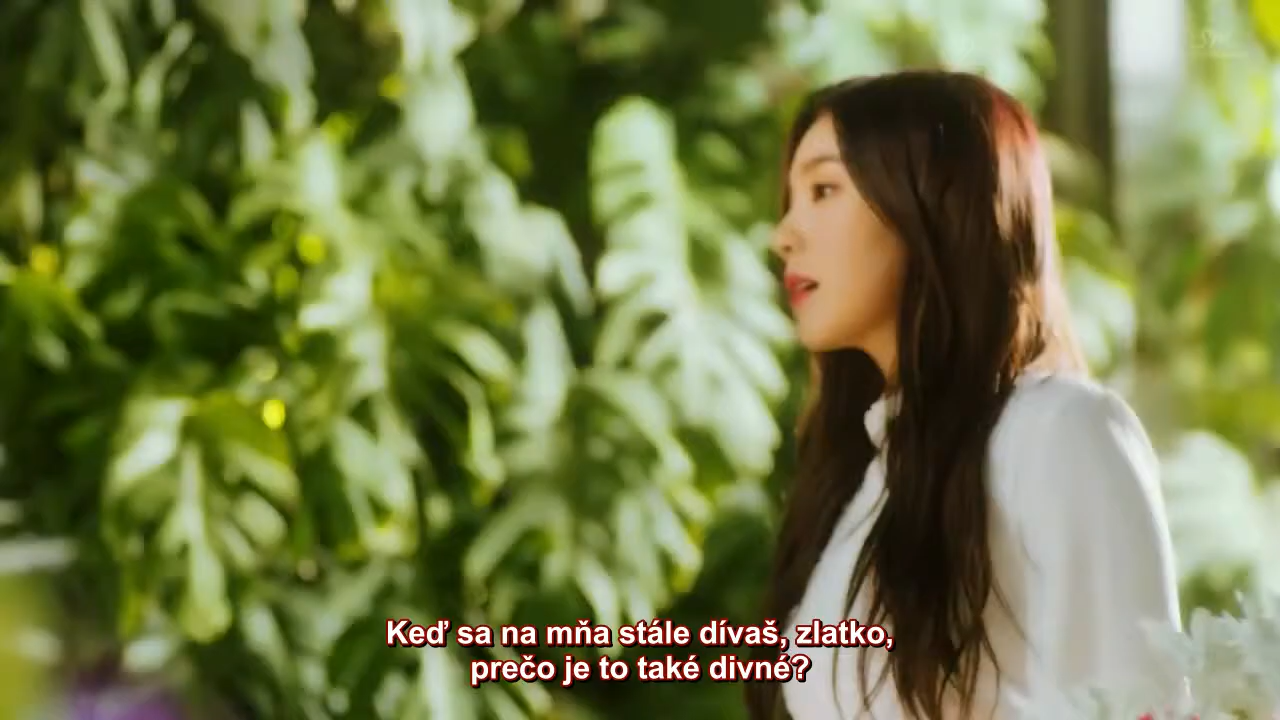 Keď sa na mňa stále dívaš, zlatko,
prečo je to také divné?